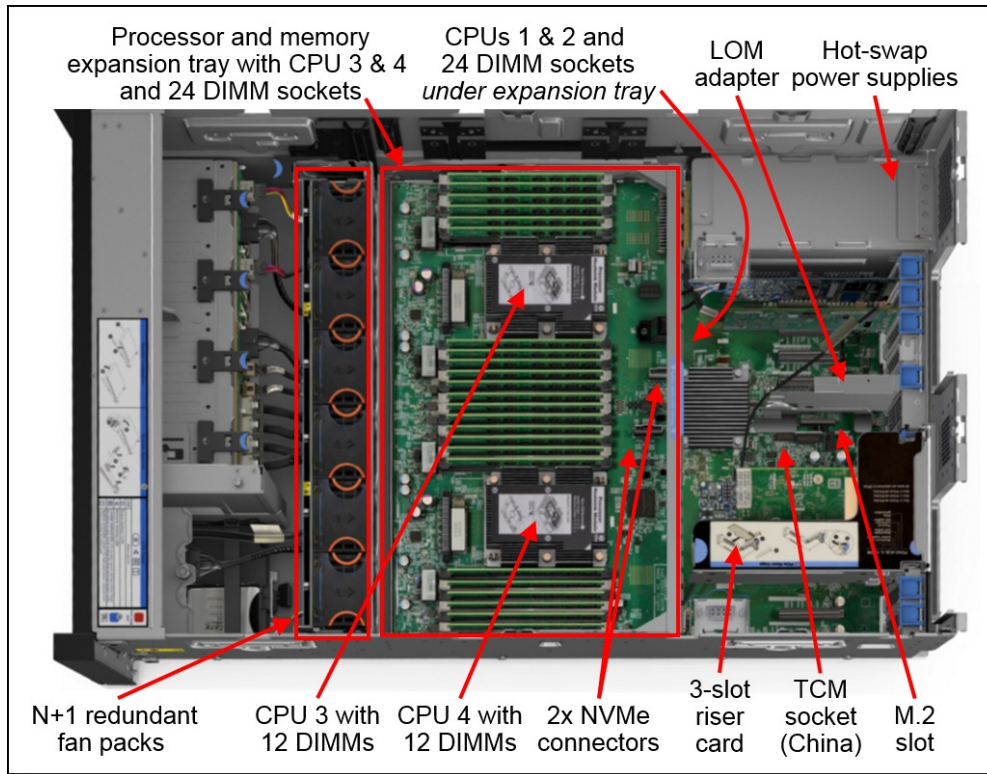 Processor and memory
expansion tray with CPU 3 & 4
and 24 DIMM sockets
CPUs 1 & 2 and
24 DIMM sockets
under expansion tray
LOM
adapter
Hot-swap
power supplies
N+1 redundant
fan packs
CPU 3 with
12 DIMMs
CPU 4 with
12 DIMMs
2x NVMe
connectors
3-slot
riser
card
TCM
socket
(China)
M.2
slot